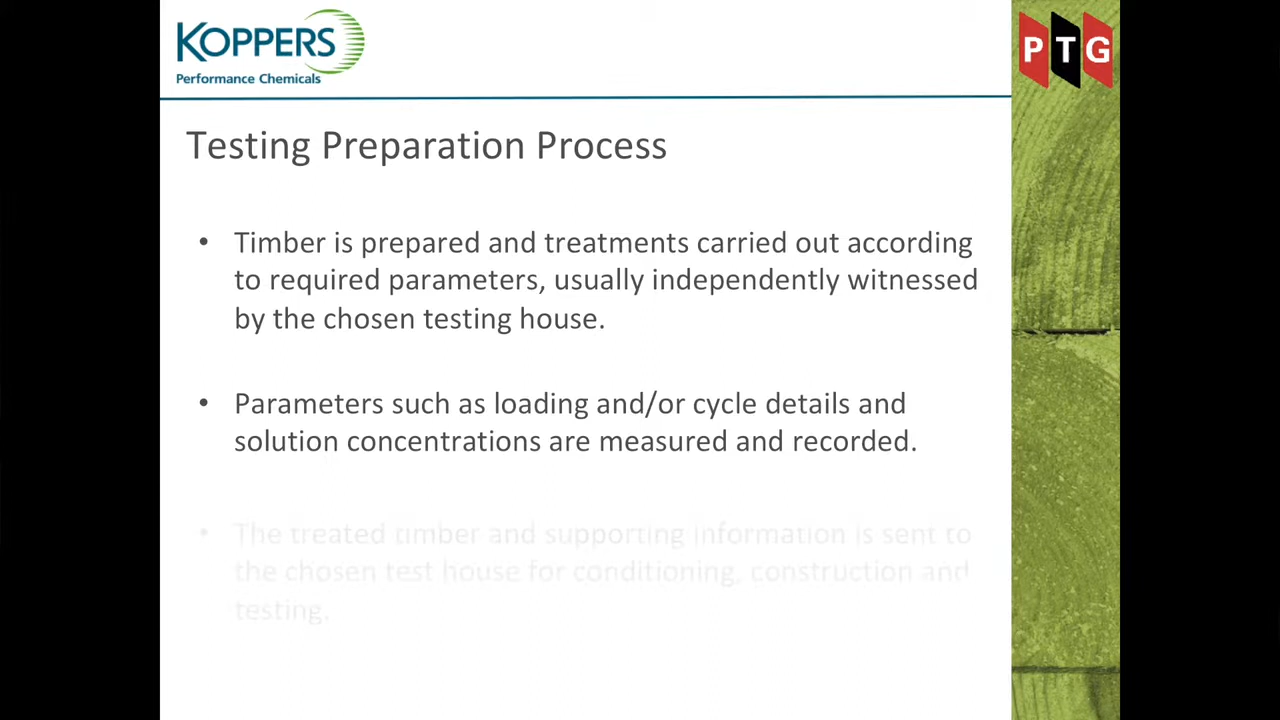 KOPPERS
Performance Chemicals
PTG
Testing Preparation Process
• Timber is prepared and treatments carried out according
to required parameters, usually independently witnessed
by the chosen testing house.
• Parameters such as loading and/or cycle details and
solution concentrations are measured and recorded.
• The treated timber and supporting information is sent to
the chosen test house for conditioning, construction and
testing.